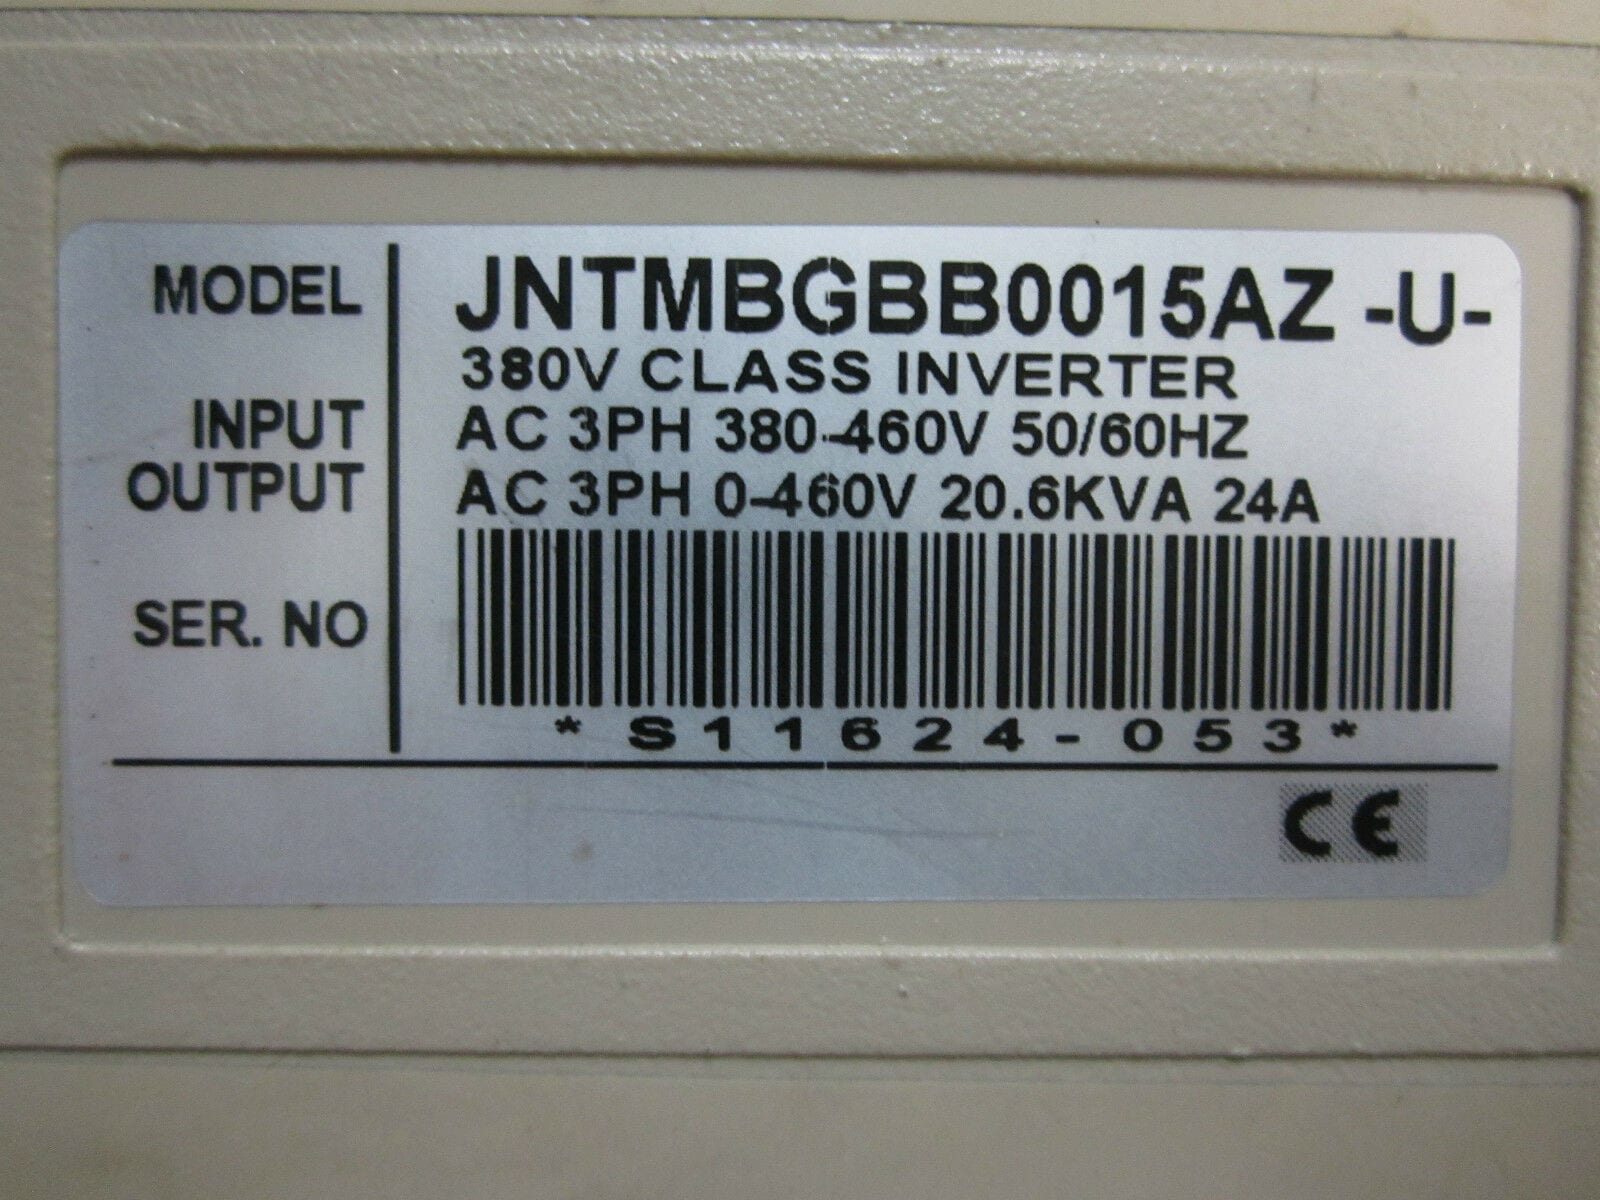 MODEL JNTMBGBB0015AZ -U-
380V CLASS INVERTER
INPUT AC 3PH 380-460V 50/60HZ
OUTPUT AC 3PH 0-460V 20.6KVA 24A
SER. NO
*S11624-053*
CE